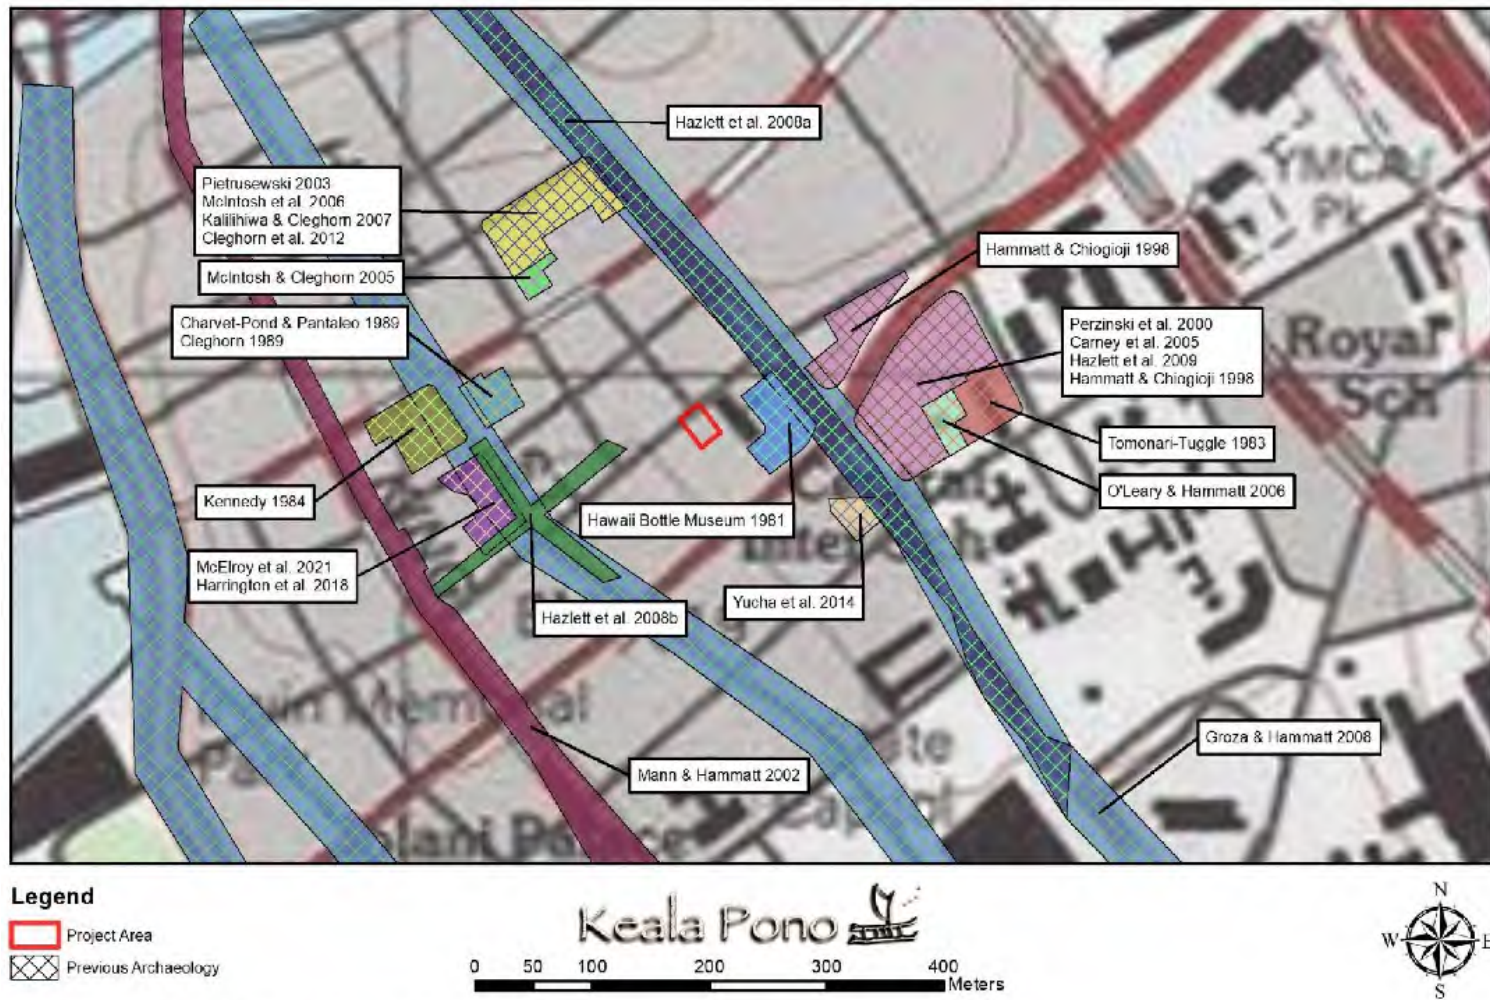 Hazlett et al. 2008a
YMCA/
Pk
Pietrusewski 2003
McIntosh et al. 2006
Kalilihiwa & Cleghorn 2007
Cleghorn et al. 2012
Hammatt & Chiogioji 1998
McIntosh & Cleghorn 2005
Charvet-Pond & Pantaleo 1989
Cleghorn 1989
Perzinski et al. 2000
Carney et al. 2005
Hazlett et al. 2009
Hammatt & Chiogioji 1998
Royal
Sch
Tomonari-Tuggle 1983
O'Leary & Hammatt 2006
Kennedy 1984
Hawaii Bottle Museum 1981
McElroy et al. 2021
Harrington et al. 2018
Yucha et al. 2014
Hazlett et al. 2008b
Groza & Hammatt 2008
Mann & Hammatt 2002
Legend
Project Area
Previous Archaeology
Keala Pono
0 50 100 200 300 400
Meters
N
W E
S